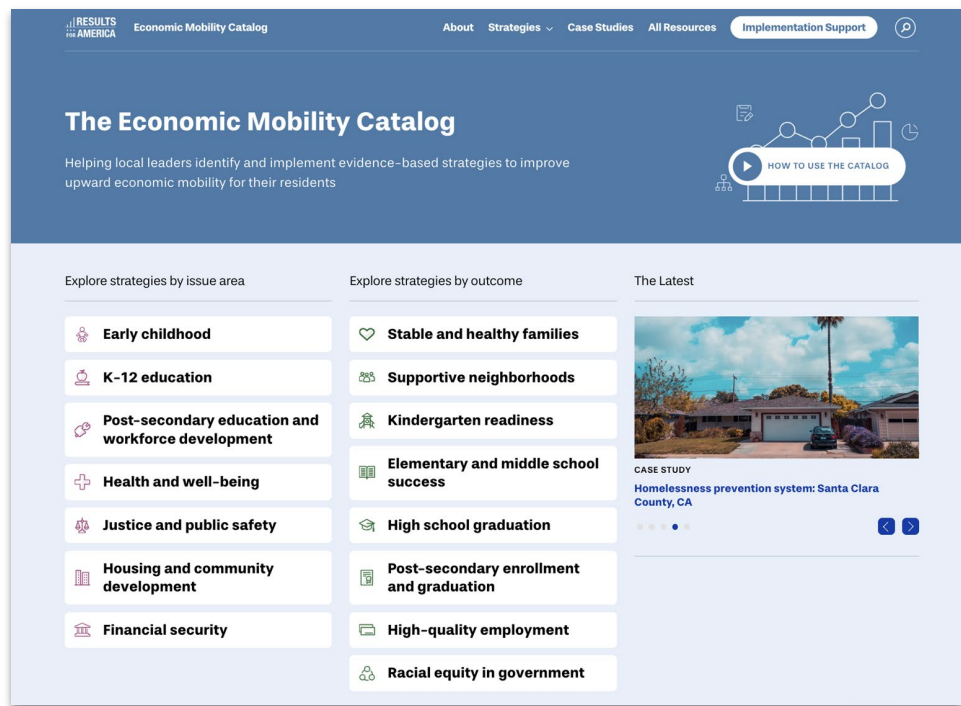 RESULTS
FOR AMERICA
Economic Mobility Catalog
About
Strategies
Case Studies
All Resources
Implementation Support
The Economic Mobility Catalog
Helping local leaders identify and implement evidence-based strategies to improve
upward economic mobility for their residents
HOW TO USE THE CATALOG
Explore strategies by issue area
Early childhood
K-12 education
Post-secondary education and
workforce development
Health and well-being
Justice and public safety
Housing and community
development
Financial security
Explore strategies by outcome
Stable and healthy families
Supportive neighborhoods
Kindergarten readiness
Elementary and middle school
success
High school graduation
Post-secondary enrollment
and graduation
High-quality employment
Racial equity in government
The Latest
CASE STUDY
Homelessness prevention system: Santa Clara
County, CA